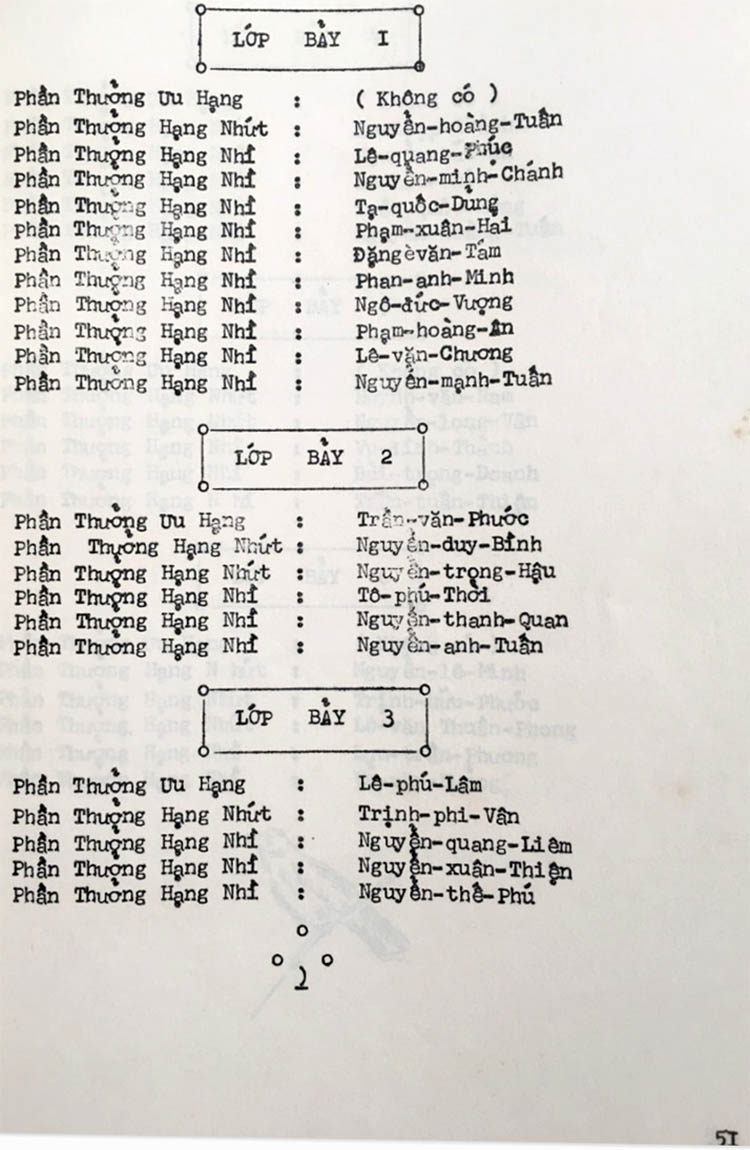 LỚP BẢY I
Phần Thưởng Ưu Hạng : ( Không có )
Phần Thưởng Hạng Nhứt : Nguyễn-hoàng-Tuấn
Phần Thưởng Hạng Nhì : Lê-quang-Phúc
Phần Thưởng Hạng Nhì : Nguyễn-minh-Chánh
Phần Thưởng Hạng Nhì : Tạ-quốc-Dũng
Phần Thưởng Hạng Nhì : Phạm-xuân-Hai
Phần Thưởng Hạng Nhì : Đặngèvăn-Tám
Phần Thưởng Hạng Nhì : Phan-anh-Minh
Phần Thưởng Hạng Nhì : Ngô-đức-Vượng
Phần Thưởng Hạng Nhì : Phạm-hoàng-Ân
Phần Thưởng Hạng Nhì : Lê-văn-Chương
Phần Thưởng Hạng Nhì : Nguyễn-mạnh-Tuấn
LỚP BẢY 2
Phần Thưởng Ưu Hạng : Trần-văn-Phước
Phần Thưởng Hạng Nhứt : Nguyễn-duy-Bình
Phần Thưởng Hạng Nhứt : Nguyễn-trọng-Hậu
Phần Thưởng Hạng Nhì : Tô-phú-Thời
Phần Thưởng Hạng Nhì : Nguyễn-thanh-Quan
Phần Thưởng Hạng Nhì : Nguyễn-anh-Tuấn
LỚP BẢY 3
Phần Thưởng Ưu Hạng : Lê-phú-Lâm
Phần Thưởng Hạng Nhứt : Trịnh-phi-Vân
Phần Thưởng Hạng Nhì : Nguyễn-quang-Liêm
Phần Thưởng Hạng Nhì : Nguyễn-xuân-Thiện
Phần Thưởng Hạng Nhì : Nguyễn-thế-Phú
5I